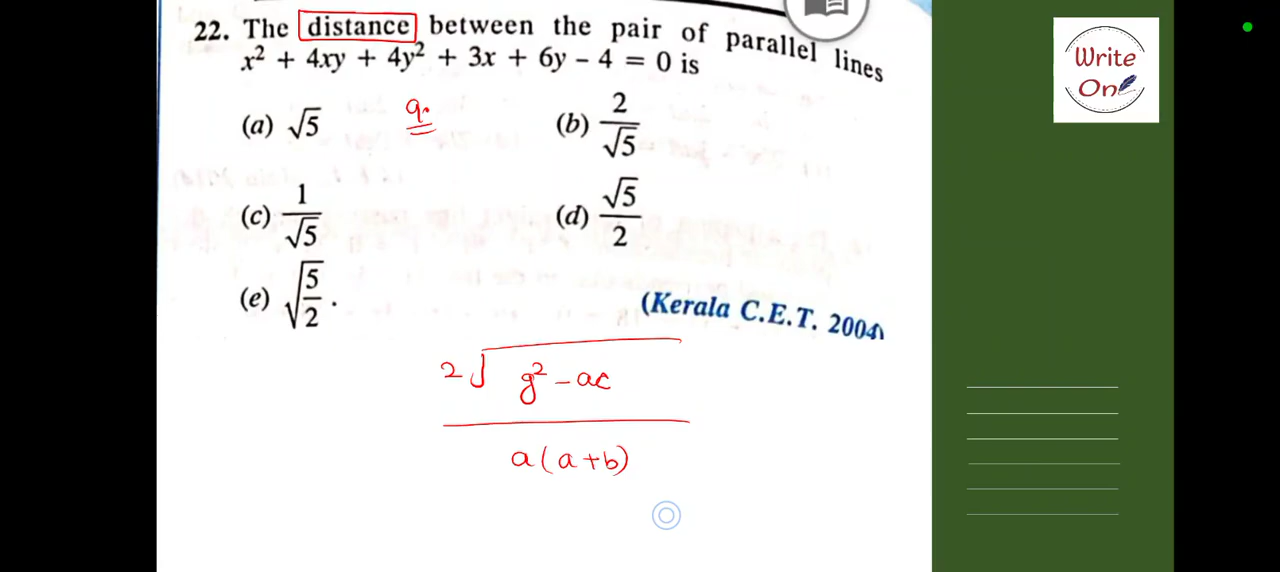 22. The distance between the pair of parallel lines
x² + 4xy + 4y² + 3x + 6y − 4 = 0 is
(a) √5
(b) 2/√5
(c) 1/√5
(d) √5/2
(e) √(5/2) .
(Kerala C.E.T. 2004)
2√ g² − ac
a(a+b)
Write
On